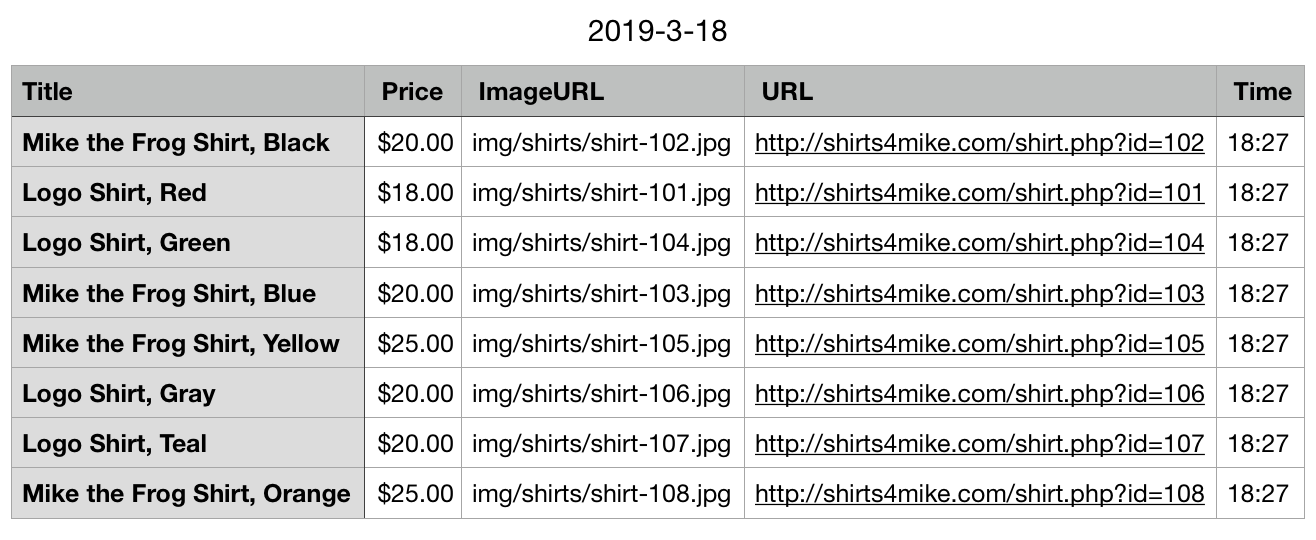 2019-3-18
Title Price ImageURL URL Time
Mike the Frog Shirt, Black $20.00 img/shirts/shirt-102.jpg http://shirts4mike.com/shirt.php?id=102 18:27
Logo Shirt, Red $18.00 img/shirts/shirt-101.jpg http://shirts4mike.com/shirt.php?id=101 18:27
Logo Shirt, Green $18.00 img/shirts/shirt-104.jpg http://shirts4mike.com/shirt.php?id=104 18:27
Mike the Frog Shirt, Blue $20.00 img/shirts/shirt-103.jpg http://shirts4mike.com/shirt.php?id=103 18:27
Mike the Frog Shirt, Yellow $25.00 img/shirts/shirt-105.jpg http://shirts4mike.com/shirt.php?id=105 18:27
Logo Shirt, Gray $20.00 img/shirts/shirt-106.jpg http://shirts4mike.com/shirt.php?id=106 18:27
Logo Shirt, Teal $20.00 img/shirts/shirt-107.jpg http://shirts4mike.com/shirt.php?id=107 18:27
Mike the Frog Shirt, Orange $25.00 img/shirts/shirt-108.jpg http://shirts4mike.com/shirt.php?id=108 18:27